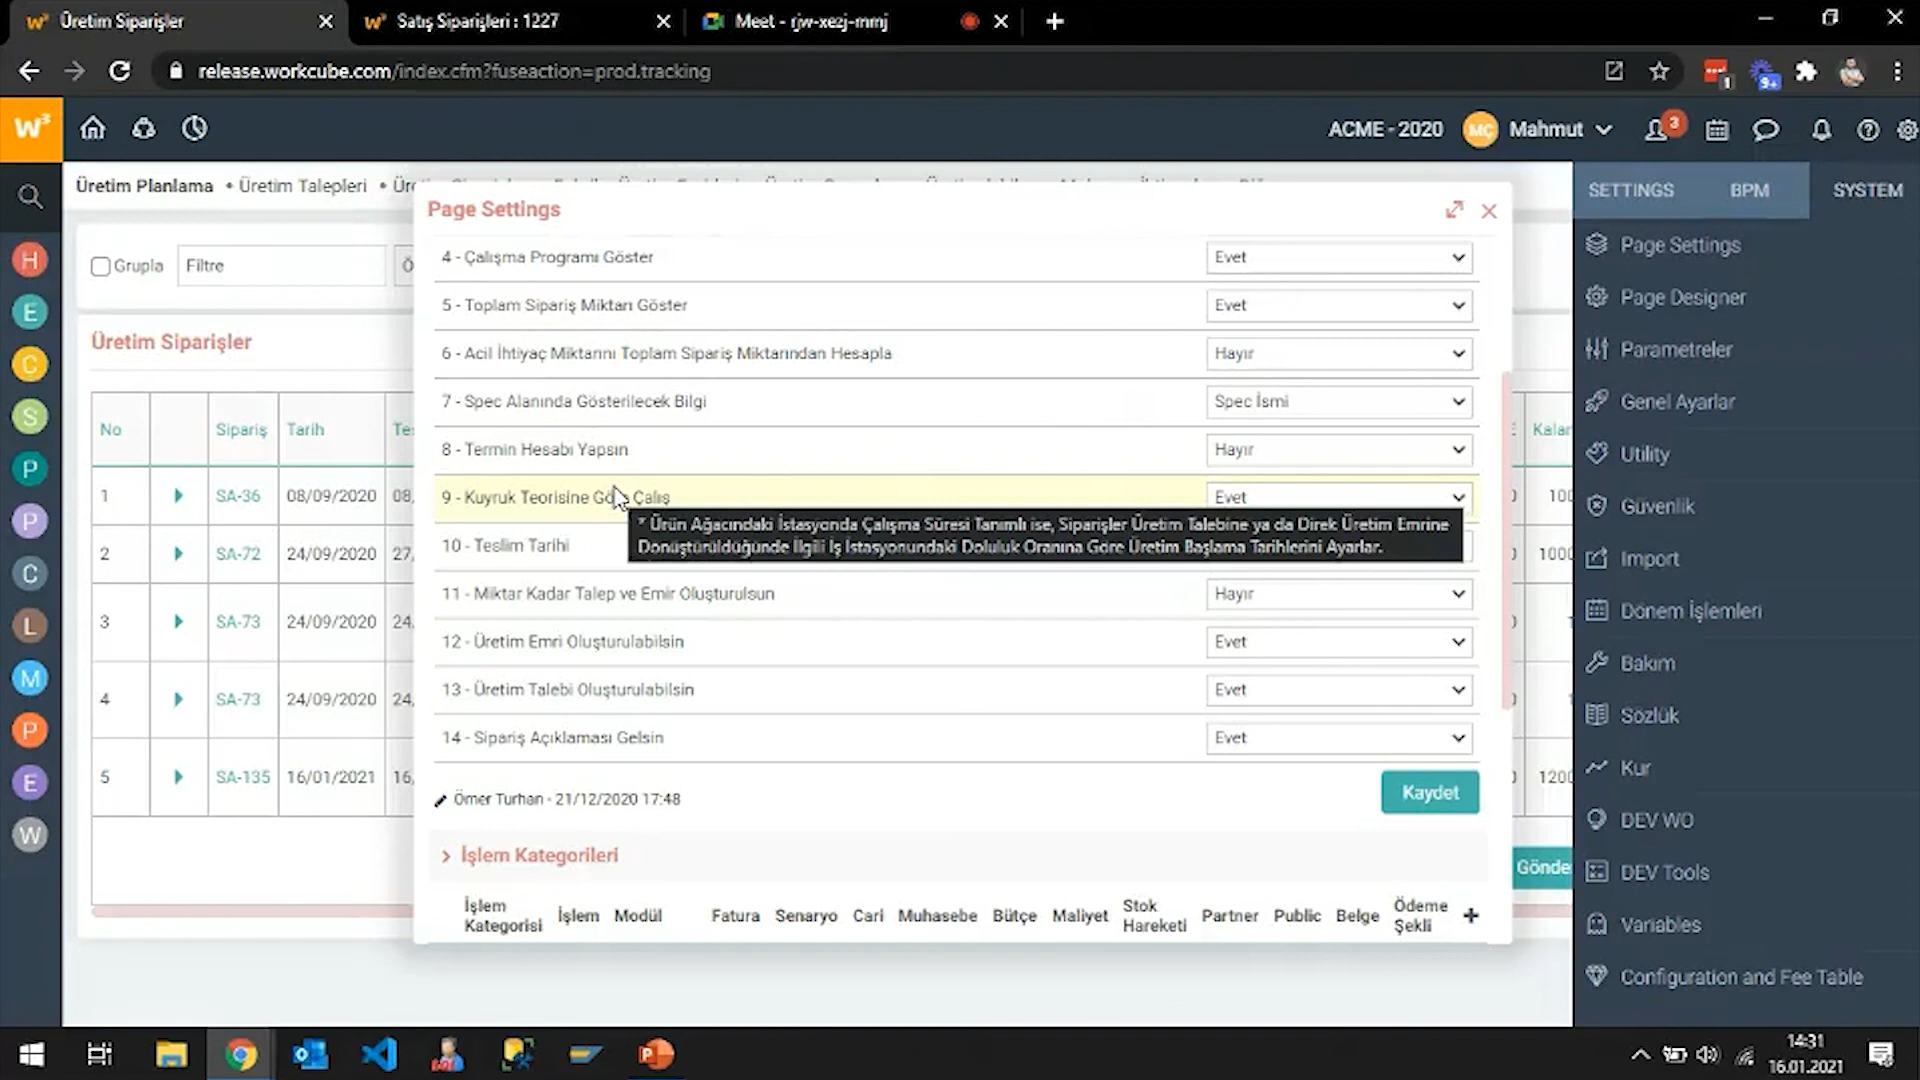 Üretim Siparişler
Satış Siparişleri : 1227
Meet - rjw-xezj-mmj
release.workcube.com/index.cfm?fuseaction=prod.tracking
1
9+
W³
ACME - 2020
MC
Mahmut
3
Üretim Planlama
• Üretim Talepleri
SETTINGS
BPM
SYSTEM
Page Settings
Page Settings
Page Designer
Parametreler
Genel Ayarlar
Utility
Güvenlik
Import
Dönem İşlemleri
Bakım
Sözlük
Kur
DEV WO
DEV Tools
Variables
Configuration and Fee Table
H
E
C
S
P
P
C
L
M
P
E
W
Grupla
Filtre
Üretim Siparişler
No Sipariş Tarih
1 SA-36 08/09/2020 08,
2 SA-72 24/09/2020 27,
3 SA-73 24/09/2020 24,
4 SA-73 24/09/2020 24,
5 SA-135 16/01/2021 16,
4 - Çalışma Programı Göster Evet
5 - Toplam Sipariş Miktarı Göster Evet
6 - Acil İhtiyaç Miktarını Toplam Sipariş Miktarından Hesapla Hayır
7 - Spec Alanında Gösterilecek Bilgi Spec İsmi
8 - Termin Hesabı Yapsın Hayır
9 - Kuyruk Teorisine Göre Çalış Evet
* Ürün Ağacındaki İstasyonda Çalışma Süresi Tanımlı ise, Siparişler Üretim Talebine ya da Direk Üretim Emrine
Dönüştürüldüğünde İlgili İş İstasyonundaki Doluluk Oranına Göre Üretim Başlama Tarihlerini Ayarlar.
10 - Teslim Tarihi
11 - Miktar Kadar Talep ve Emir Oluşturulsun Hayır
12 - Üretim Emri Oluşturulabilsin Evet
13 - Üretim Talebi Oluşturulabilsin Evet
14 - Sipariş Açıklaması Gelsin Evet
Ömer Turhan - 21/12/2020 17:48
Kaydet
İşlem Kategorileri
İşlem Kategorisi İşlem Modül Fatura Senaryo Cari Muhasebe Bütçe Maliyet Stok Hareketi Partner Public Belge Ödeme Şekli
14:31
16.01.2021